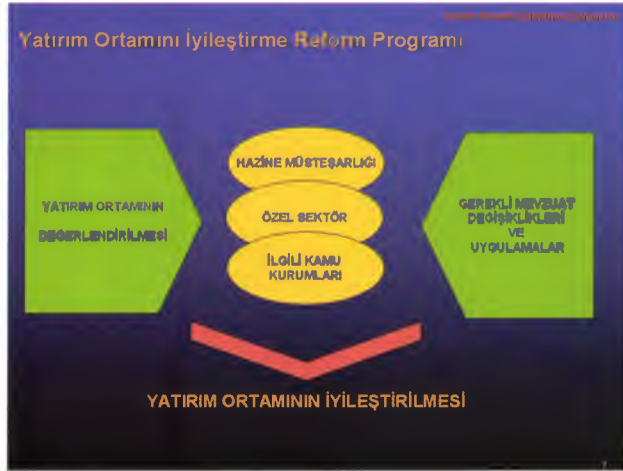 Yatırım Ortamını İyileştirme Reform Programı
YATIRIM ORTAMININ
DEĞERLENDİRİLMESİ
HAZİNE MÜSTEŞARLIĞI
ÖZEL SEKTÖR
İLGİLİ KAMU
KURUMLARI
GEREKLİ MEVZUAT
DEĞİŞİKLİKLERİ
VE
UYGULAMALAR
YATIRIM ORTAMININ İYİLEŞTİRİLMESİ
7